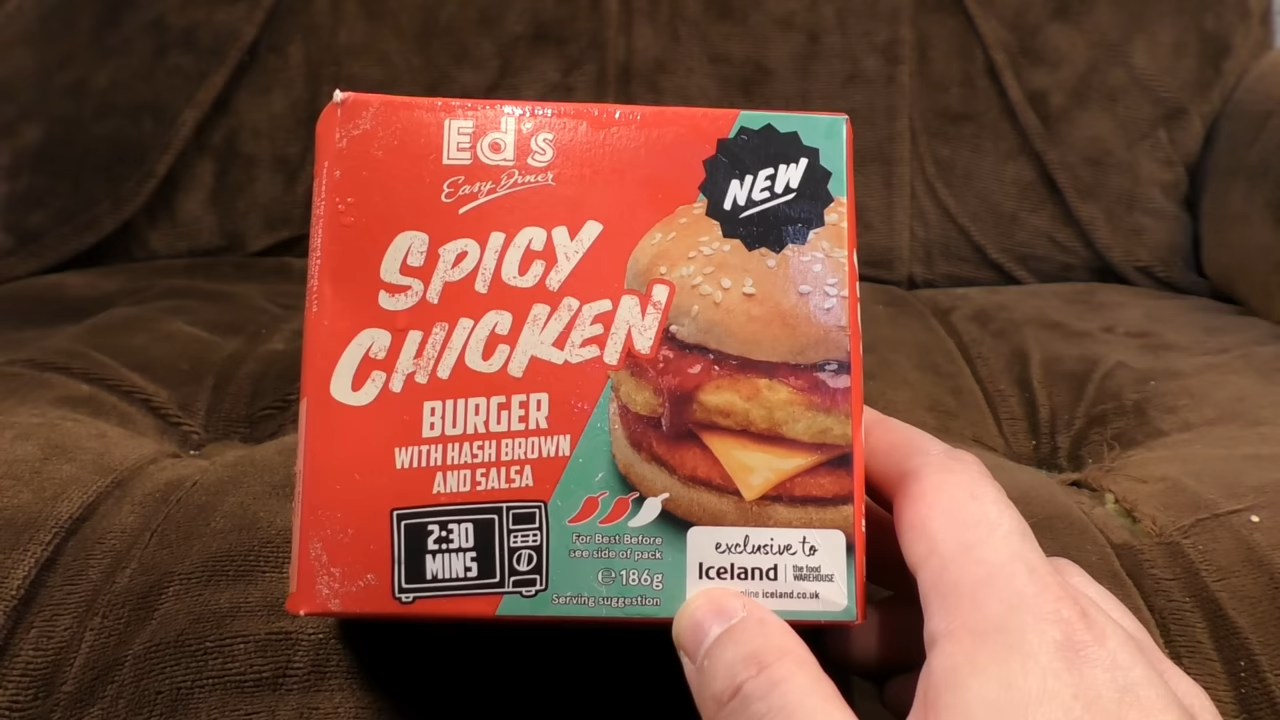 Ed's
Easy Diner
NEW
SPICY
CHICKEN
BURGER
WITH HASH BROWN
AND SALSA
2:30
MINS
For Best Before
see side of pack
℮ 186g
Serving suggestion
exclusive to
Iceland | the food
WAREHOUSE
iceland.co.uk